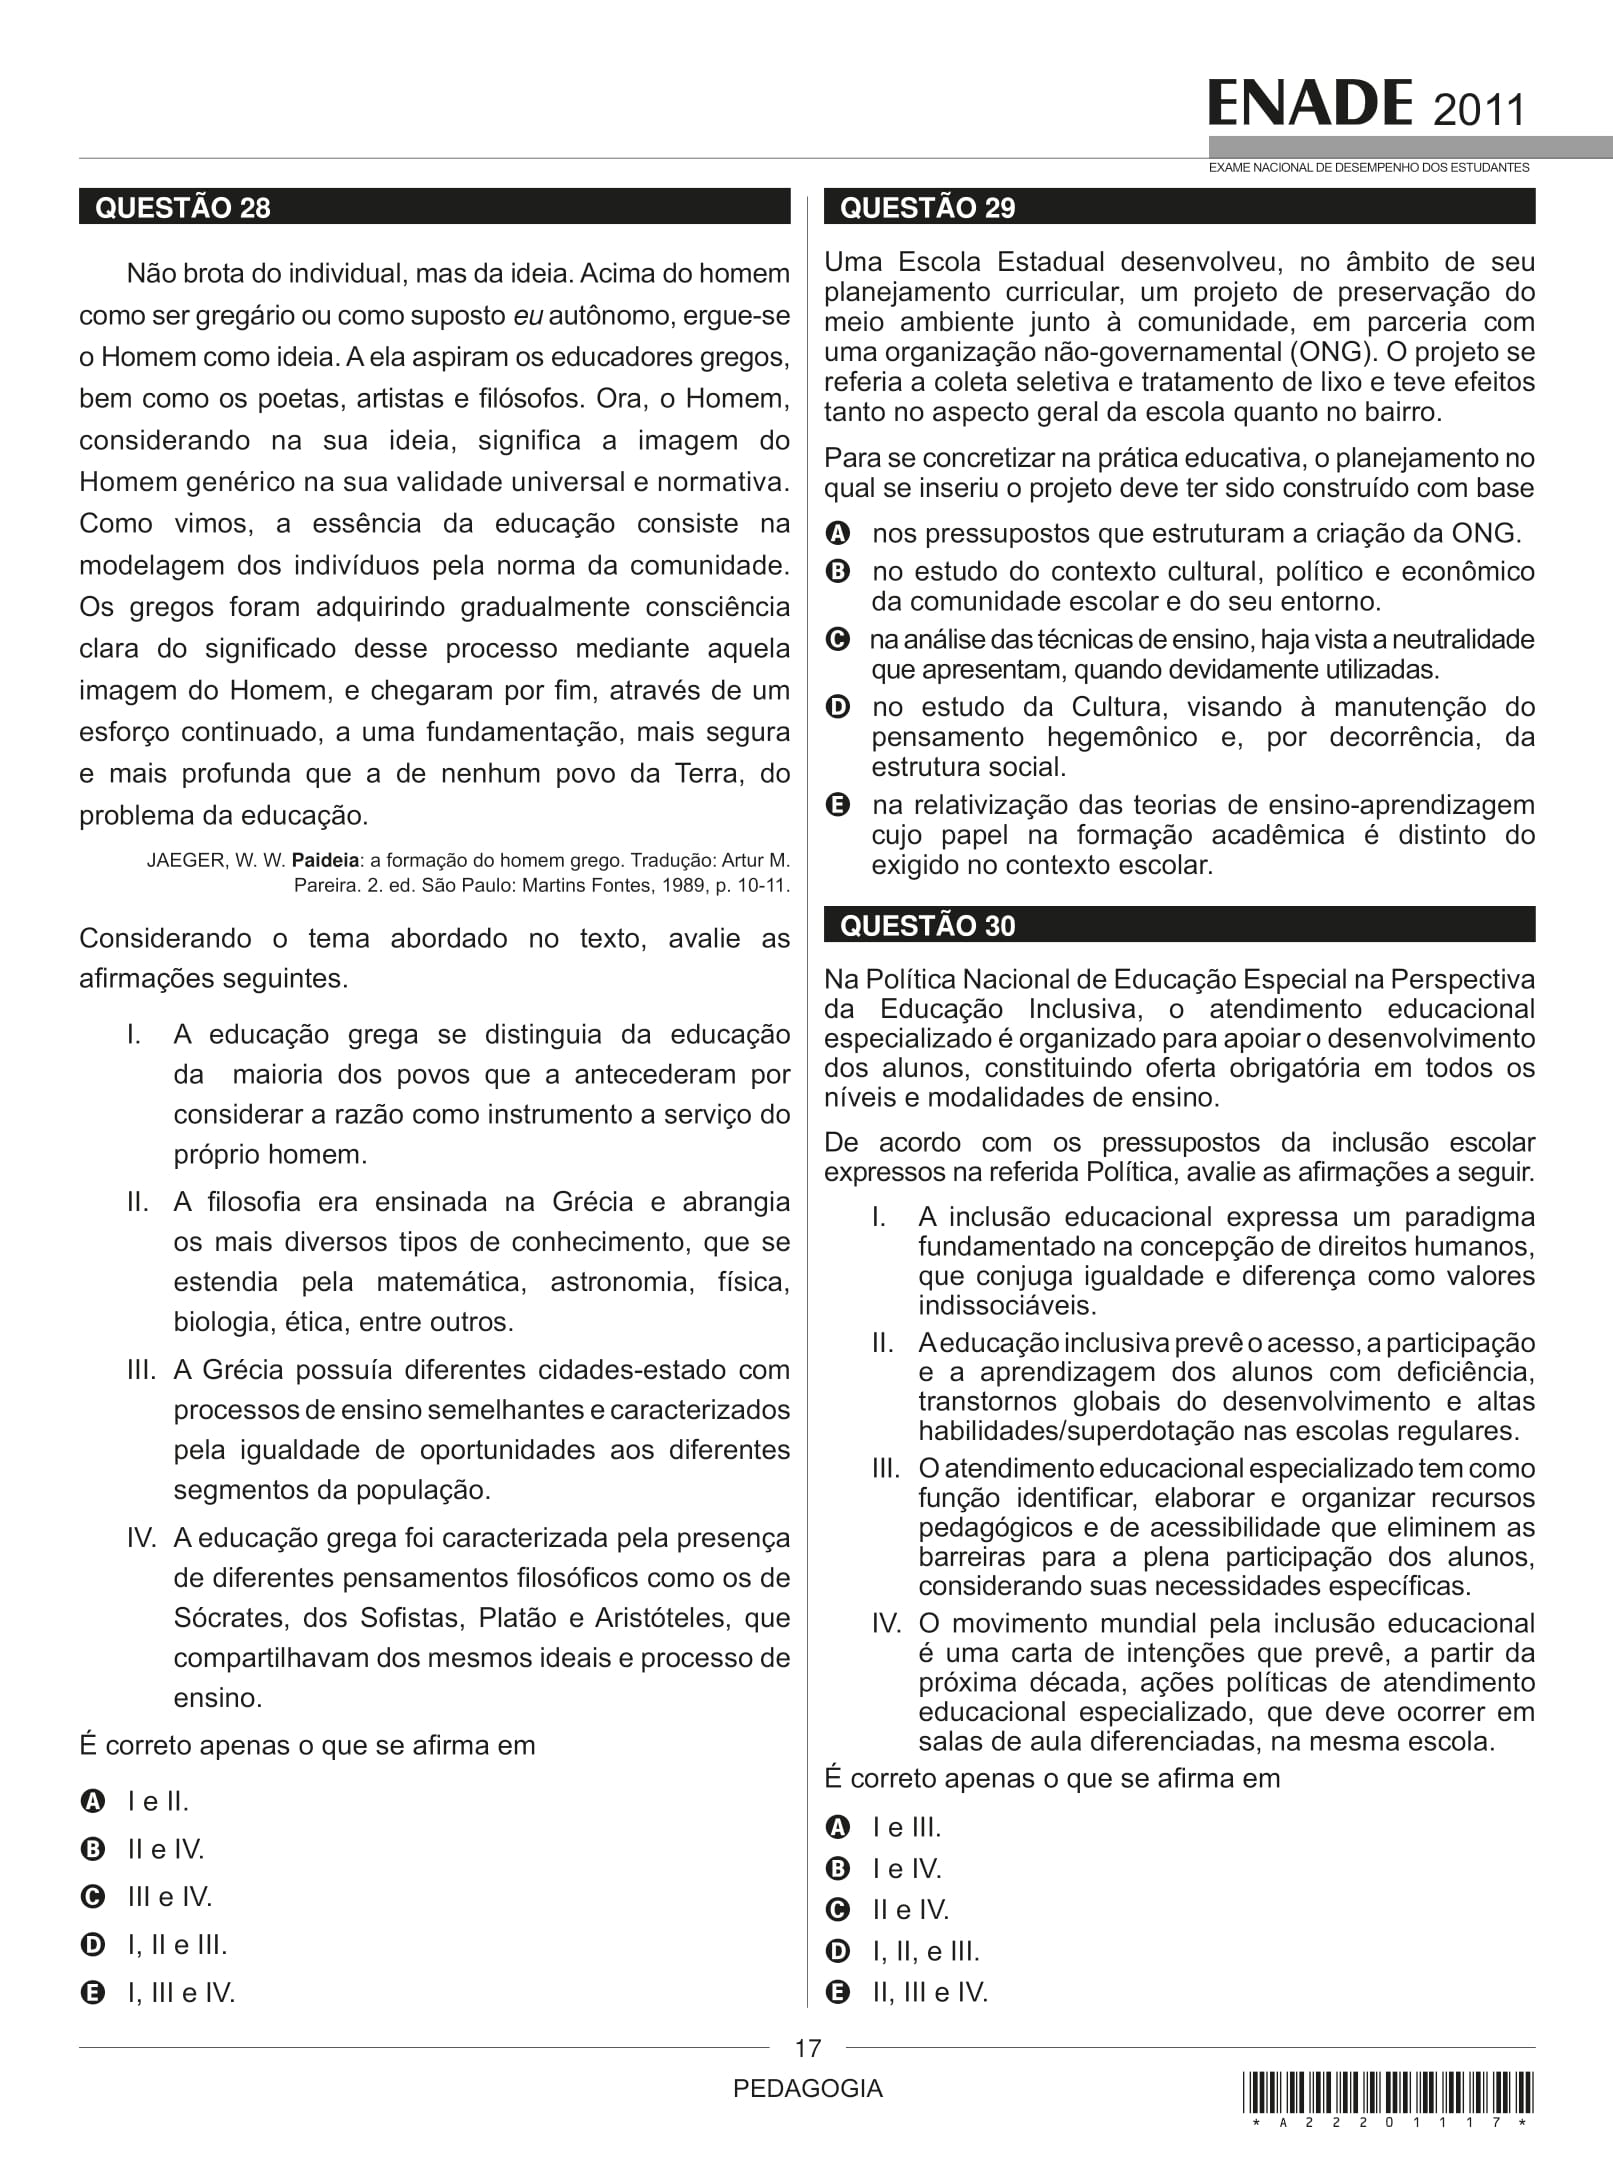 ENADE 2011
EXAME NACIONAL DE DESEMPENHO DOS ESTUDANTES
QUESTÃO 28
Não brota do individual, mas da ideia. Acima do homem
como ser gregário ou como suposto eu autônomo, ergue-se
o Homem como ideia. A ela aspiram os educadores gregos,
bem como os poetas, artistas e filósofos. Ora, o Homem,
considerando na sua ideia, significa a imagem do
Homem genérico na sua validade universal e normativa.
Como vimos, a essência da educação consiste na
modelagem dos indivíduos pela norma da comunidade.
Os gregos foram adquirindo gradualmente consciência
clara do significado desse processo mediante aquela
imagem do Homem, e chegaram por fim, através de um
esforço continuado, a uma fundamentação, mais segura
e mais profunda que a de nenhum povo da Terra, do
problema da educação.
JAEGER, W. W. Paideia: a formação do homem grego. Tradução: Artur M.
Pareira. 2. ed. São Paulo: Martins Fontes, 1989, p. 10-11.
Considerando o tema abordado no texto, avalie as
afirmações seguintes.
I. A educação grega se distinguia da educação
da maioria dos povos que a antecederam por
considerar a razão como instrumento a serviço do
próprio homem.
II. A filosofia era ensinada na Grécia e abrangia
os mais diversos tipos de conhecimento, que se
estendia pela matemática, astronomia, física,
biologia, ética, entre outros.
III. A Grécia possuía diferentes cidades-estado com
processos de ensino semelhantes e caracterizados
pela igualdade de oportunidades aos diferentes
segmentos da população.
IV. A educação grega foi caracterizada pela presença
de diferentes pensamentos filosóficos como os de
Sócrates, dos Sofistas, Platão e Aristóteles, que
compartilhavam dos mesmos ideais e processo de
ensino.
É correto apenas o que se afirma em
A I e II.
B II e IV.
C III e IV.
D I, II e III.
E I, III e IV.
QUESTÃO 29
Uma Escola Estadual desenvolveu, no âmbito de seu
planejamento curricular, um projeto de preservação do
meio ambiente junto à comunidade, em parceria com
uma organização não-governamental (ONG). O projeto se
referia a coleta seletiva e tratamento de lixo e teve efeitos
tanto no aspecto geral da escola quanto no bairro.
Para se concretizar na prática educativa, o planejamento no
qual se inseriu o projeto deve ter sido construído com base
A nos pressupostos que estruturam a criação da ONG.
B no estudo do contexto cultural, político e econômico
da comunidade escolar e do seu entorno.
C na análise das técnicas de ensino, haja vista a neutralidade
que apresentam, quando devidamente utilizadas.
D no estudo da Cultura, visando à manutenção do
pensamento hegemônico e, por decorrência, da
estrutura social.
E na relativização das teorias de ensino-aprendizagem
cujo papel na formação acadêmica é distinto do
exigido no contexto escolar.
QUESTÃO 30
Na Política Nacional de Educação Especial na Perspectiva
da Educação Inclusiva, o atendimento educacional
especializado é organizado para apoiar o desenvolvimento
dos alunos, constituindo oferta obrigatória em todos os
níveis e modalidades de ensino.
De acordo com os pressupostos da inclusão escolar
expressos na referida Política, avalie as afirmações a seguir.
I. A inclusão educacional expressa um paradigma
fundamentado na concepção de direitos humanos,
que conjuga igualdade e diferença como valores
indissociáveis.
II. A educação inclusiva prevê o acesso, a participação
e a aprendizagem dos alunos com deficiência,
transtornos globais do desenvolvimento e altas
habilidades/superdotação nas escolas regulares.
III. O atendimento educacional especializado tem como
função identificar, elaborar e organizar recursos
pedagógicos e de acessibilidade que eliminem as
barreiras para a plena participação dos alunos,
considerando suas necessidades específicas.
IV. O movimento mundial pela inclusão educacional
é uma carta de intenções que prevê, a partir da
próxima década, ações políticas de atendimento
educacional especializado, que deve ocorrer em
salas de aula diferenciadas, na mesma escola.
É correto apenas o que se afirma em
A I e III.
B I e IV.
C II e IV.
D I, II, e III.
E II, III e IV.
17
PEDAGOGIA
* A 2 2 2 0 1 1 1 7 *